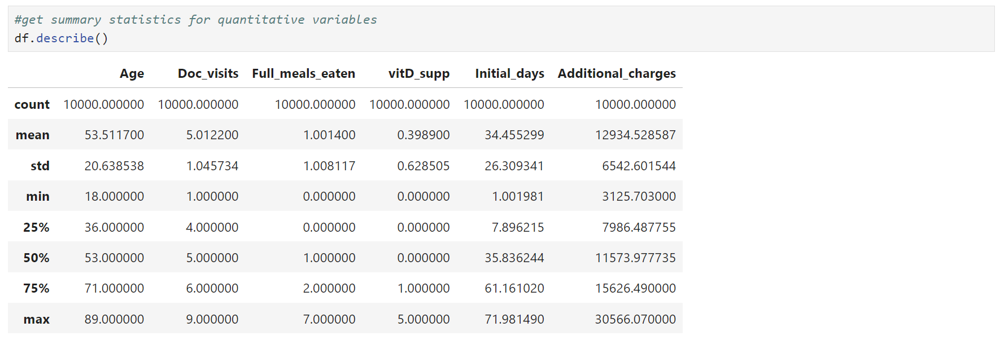 #get summary statistics for quantitative variables
df.describe()
Age Doc_visits Full_meals_eaten vitD_supp Initial_days Additional_charges
count 10000.000000 10000.000000 10000.000000 10000.000000 10000.000000 10000.000000
mean 53.511700 5.012200 1.001400 0.398900 34.455299 12934.528587
std 20.638538 1.045734 1.008117 0.628505 26.309341 6542.601544
min 18.000000 1.000000 0.000000 0.000000 1.001981 3125.703000
25% 36.000000 4.000000 0.000000 0.000000 7.896215 7986.487755
50% 53.000000 5.000000 1.000000 0.000000 35.836244 11573.977735
75% 71.000000 6.000000 2.000000 1.000000 61.161020 15626.490000
max 89.000000 9.000000 7.000000 5.000000 71.981490 30566.070000